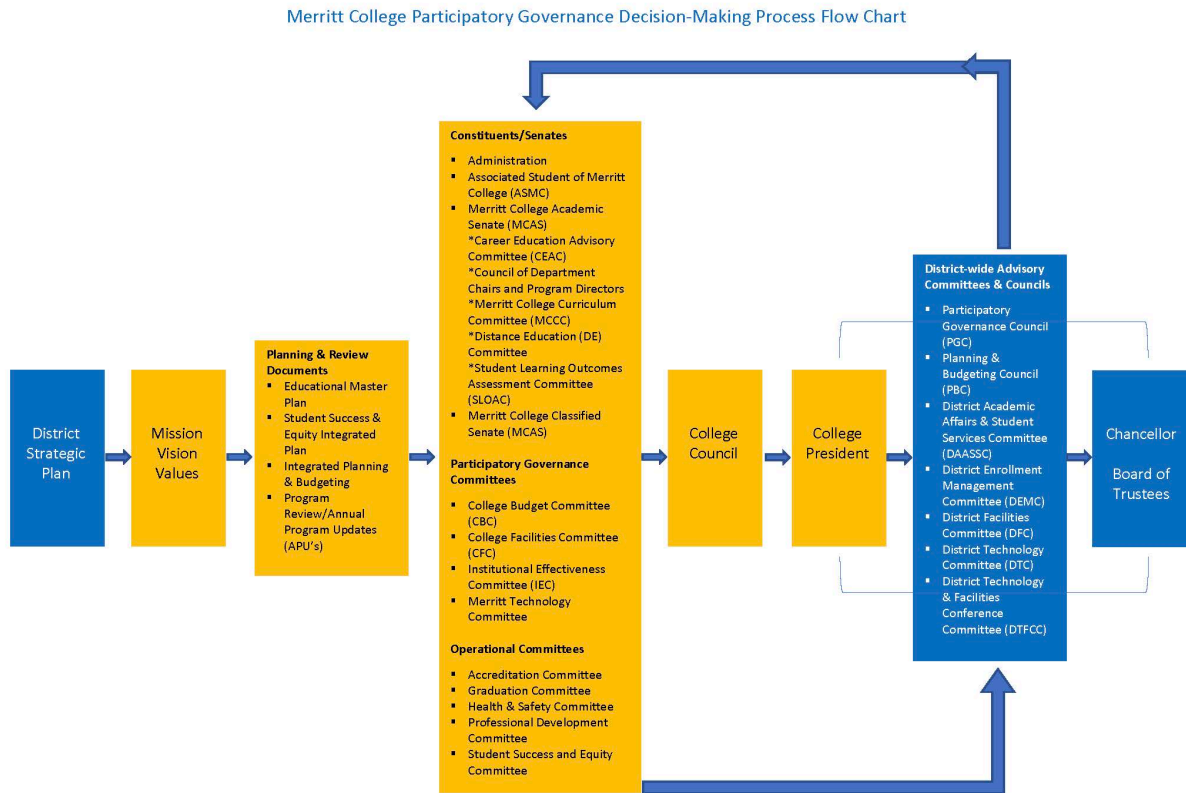 Merritt College Participatory Governance Decision-Making Process Flow Chart
District
Strategic
Plan
Mission
Vision
Values
Planning & Review
Documents
▪ Educational Master
Plan
▪ Student Success &
Equity Integrated
Plan
▪ Integrated Planning
& Budgeting
▪ Program
Review/Annual
Program Updates
(APU's)
Constituents/Senates
▪ Administration
▪ Associated Student of Merritt
College (ASMC)
▪ Merritt College Academic
Senate (MCAS)
*Career Education Advisory
Committee (CEAC)
*Council of Department
Chairs and Program Directors
*Merritt College Curriculum
Committee (MCCC)
*Distance Education (DE)
Committee
*Student Learning Outcomes
Assessment Committee
(SLOAC)
▪ Merritt College Classified
Senate (MCAS)
Participatory Governance
Committees
▪ College Budget Committee
(CBC)
▪ College Facilities Committee
(CFC)
▪ Institutional Effectiveness
Committee (IEC)
▪ Merritt Technology
Committee
Operational Committees
▪ Accreditation Committee
▪ Graduation Committee
▪ Health & Safety Committee
▪ Professional Development
Committee
▪ Student Success and Equity
Committee
College
Council
College
President
District-wide Advisory
Committees & Councils
▪ Participatory
Governance Council
(PGC)
▪ Planning &
Budgeting Council
(PBC)
▪ District Academic
Affairs & Student
Services Committee
(DAASSC)
▪ District Enrollment
Management
Committee (DEMC)
▪ District Facilities
Committee (DFC)
▪ District Technology
Committee (DTC)
▪ District Technology
& Facilities
Conference
Committee (DTFCC)
Chancellor
Board of
Trustees